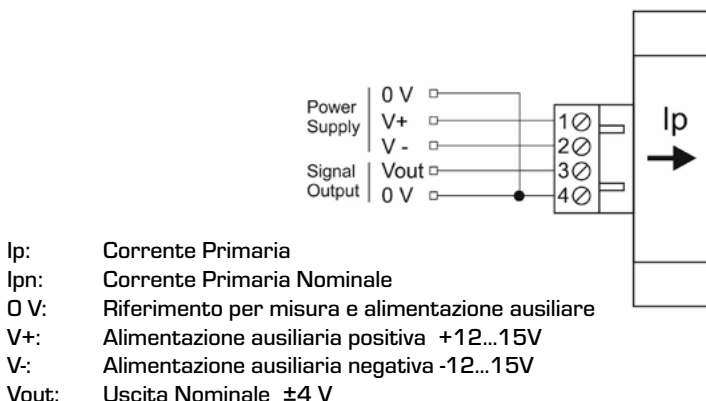 Power Supply
0 V
V+
V -
Signal Output
Vout
0 V
1
2
3
4
Ip
Ip: Corrente Primaria
Ipn: Corrente Primaria Nominale
0 V: Riferimento per misura e alimentazione ausiliare
V+: Alimentazione ausiliaria positiva +12...15V
V-: Alimentazione ausiliaria negativa -12...15V
Vout: Uscita Nominale ±4 V